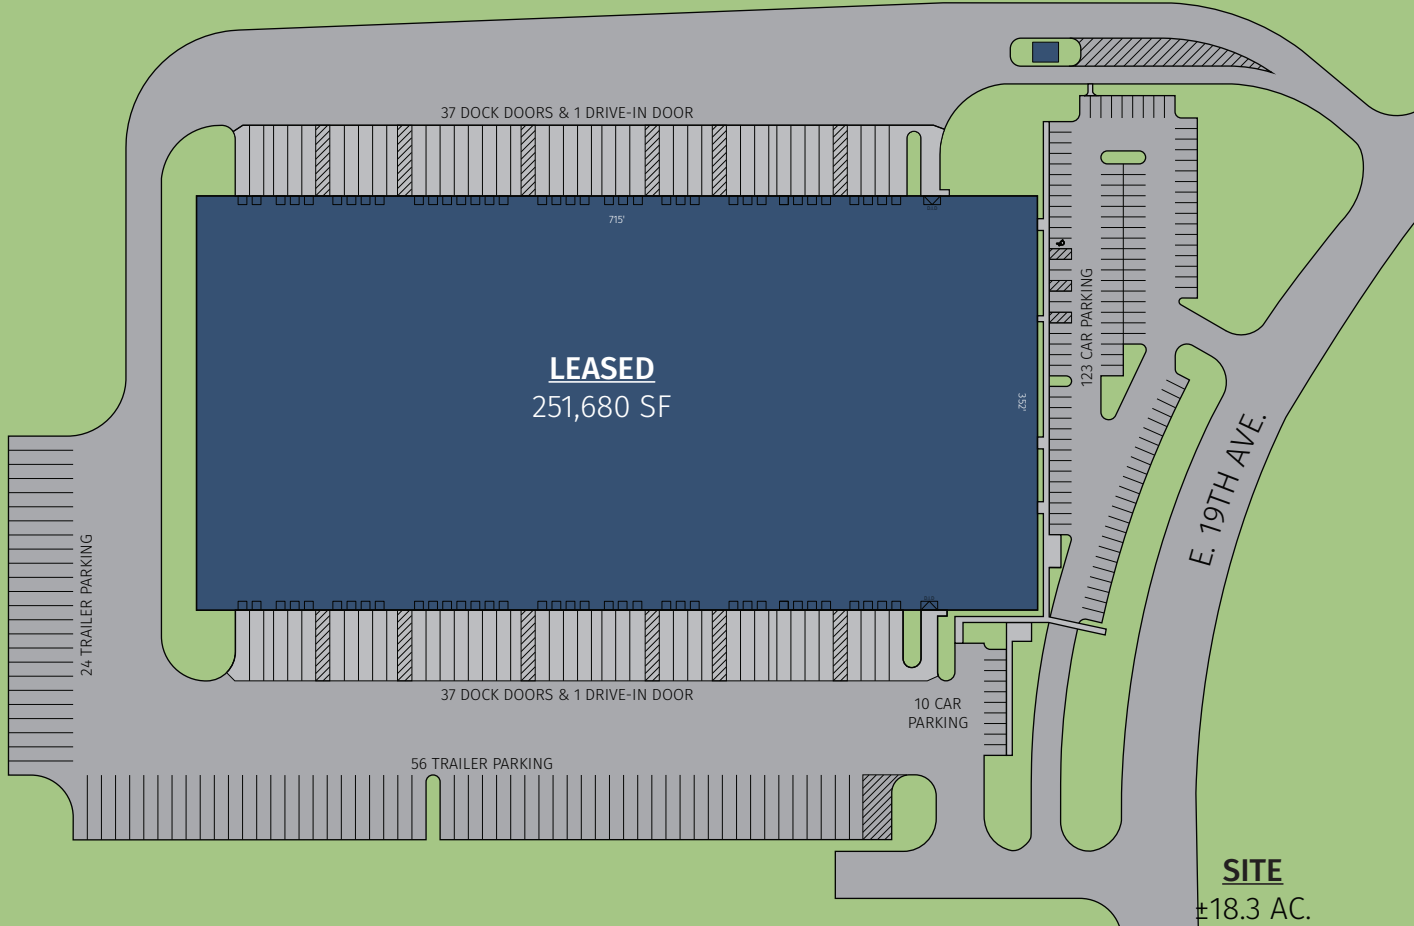 37 DOCK DOORS & 1 DRIVE-IN DOOR
715'
123 CAR PARKING
LEASED
251,680 SF
352'
E. 19TH AVE.
24 TRAILER PARKING
37 DOCK DOORS & 1 DRIVE-IN DOOR
10 CAR
PARKING
56 TRAILER PARKING
SITE
±18.3 AC.